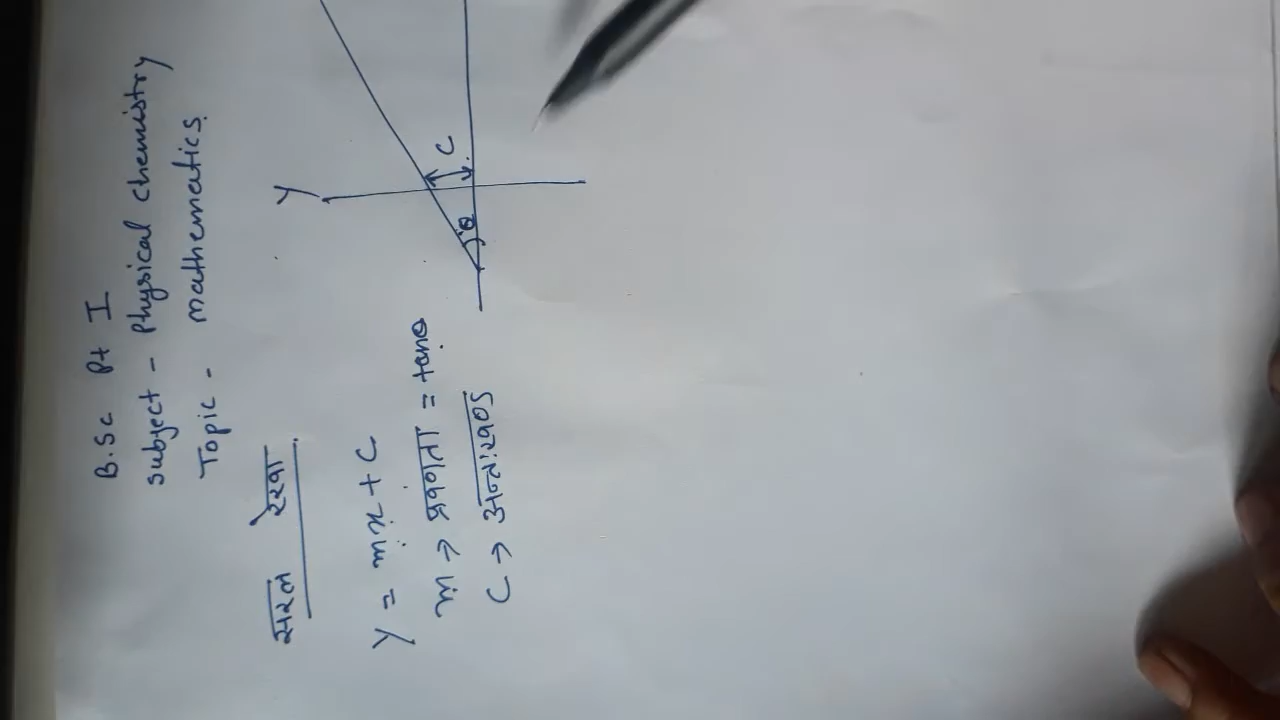 B.Sc Pt I
Subject - Physical chemistry
Topic - mathematics.
सरल रेखा
y = mx + c
m → प्रवणता = tanθ
C → अन्तःखण्ड
Y
C
θ